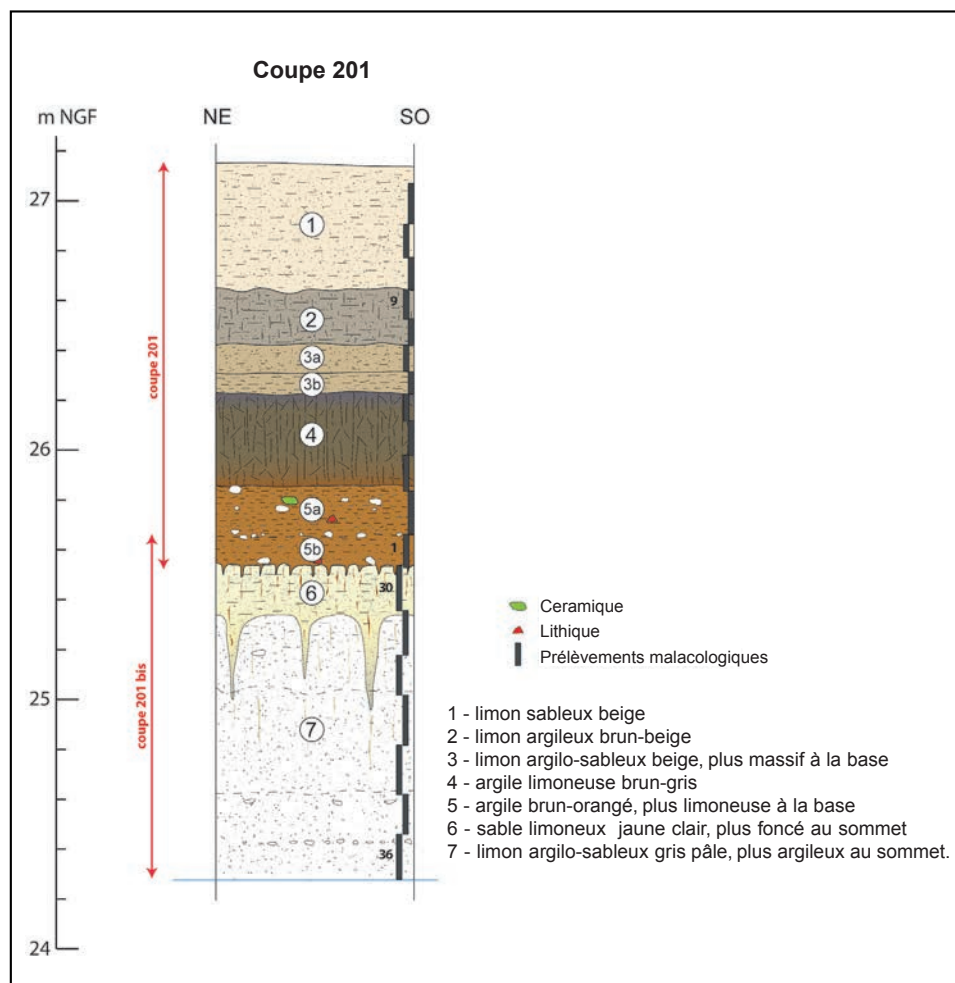 Coupe 201
m NGF
NE
SO
27
1
9
2
3a
3b
coupe 201
26
4
5a
5b
1
6
30
25
coupe 201 bis
7
36
24
Ceramique
Lithique
Prélèvements malacologiques
1 - limon sableux beige
2 - limon argileux brun-beige
3 - limon argilo-sableux beige, plus massif à la base
4 - argile limoneuse brun-gris
5 - argile brun-orangé, plus limoneuse à la base
6 - sable limoneux jaune clair, plus foncé au sommet
7 - limon argilo-sableux gris pâle, plus argileux au sommet.